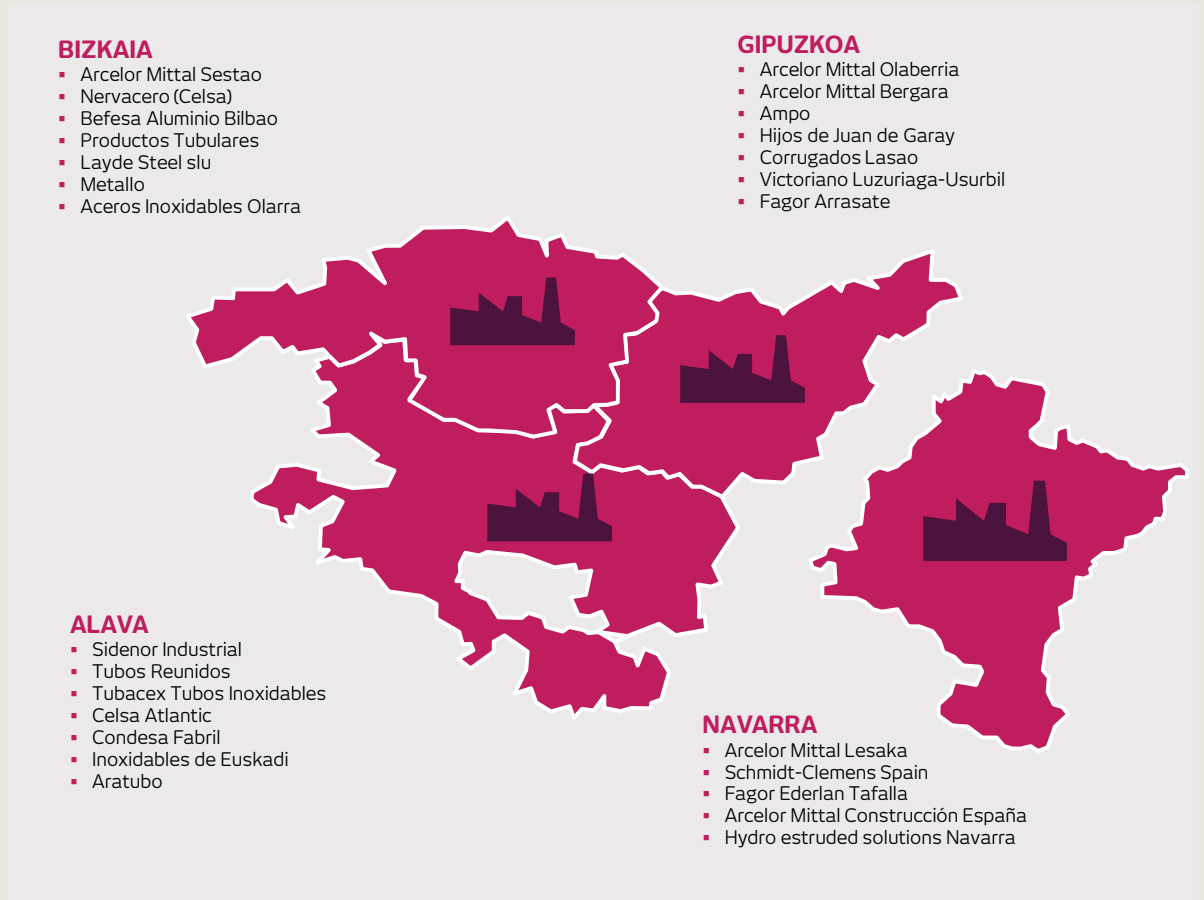 BIZKAIA
▪ Arcelor Mittal Sestao
▪ Nervacero (Celsa)
▪ Befesa Aluminio Bilbao
▪ Productos Tubulares
▪ Layde Steel slu
▪ Metallo
▪ Aceros Inoxidables Olarra
GIPUZKOA
▪ Arcelor Mittal Olaberria
▪ Arcelor Mittal Bergara
▪ Ampo
▪ Hijos de Juan de Garay
▪ Corrugados Lasao
▪ Victoriano Luzuriaga-Usurbil
▪ Fagor Arrasate
ALAVA
▪ Sidenor Industrial
▪ Tubos Reunidos
▪ Tubacex Tubos Inoxidables
▪ Celsa Atlantic
▪ Condesa Fabril
▪ Inoxidables de Euskadi
▪ Aratubo
NAVARRA
▪ Arcelor Mittal Lesaka
▪ Schmidt-Clemens Spain
▪ Fagor Ederlan Tafalla
▪ Arcelor Mittal Construcción España
▪ Hydro estruded solutions Navarra